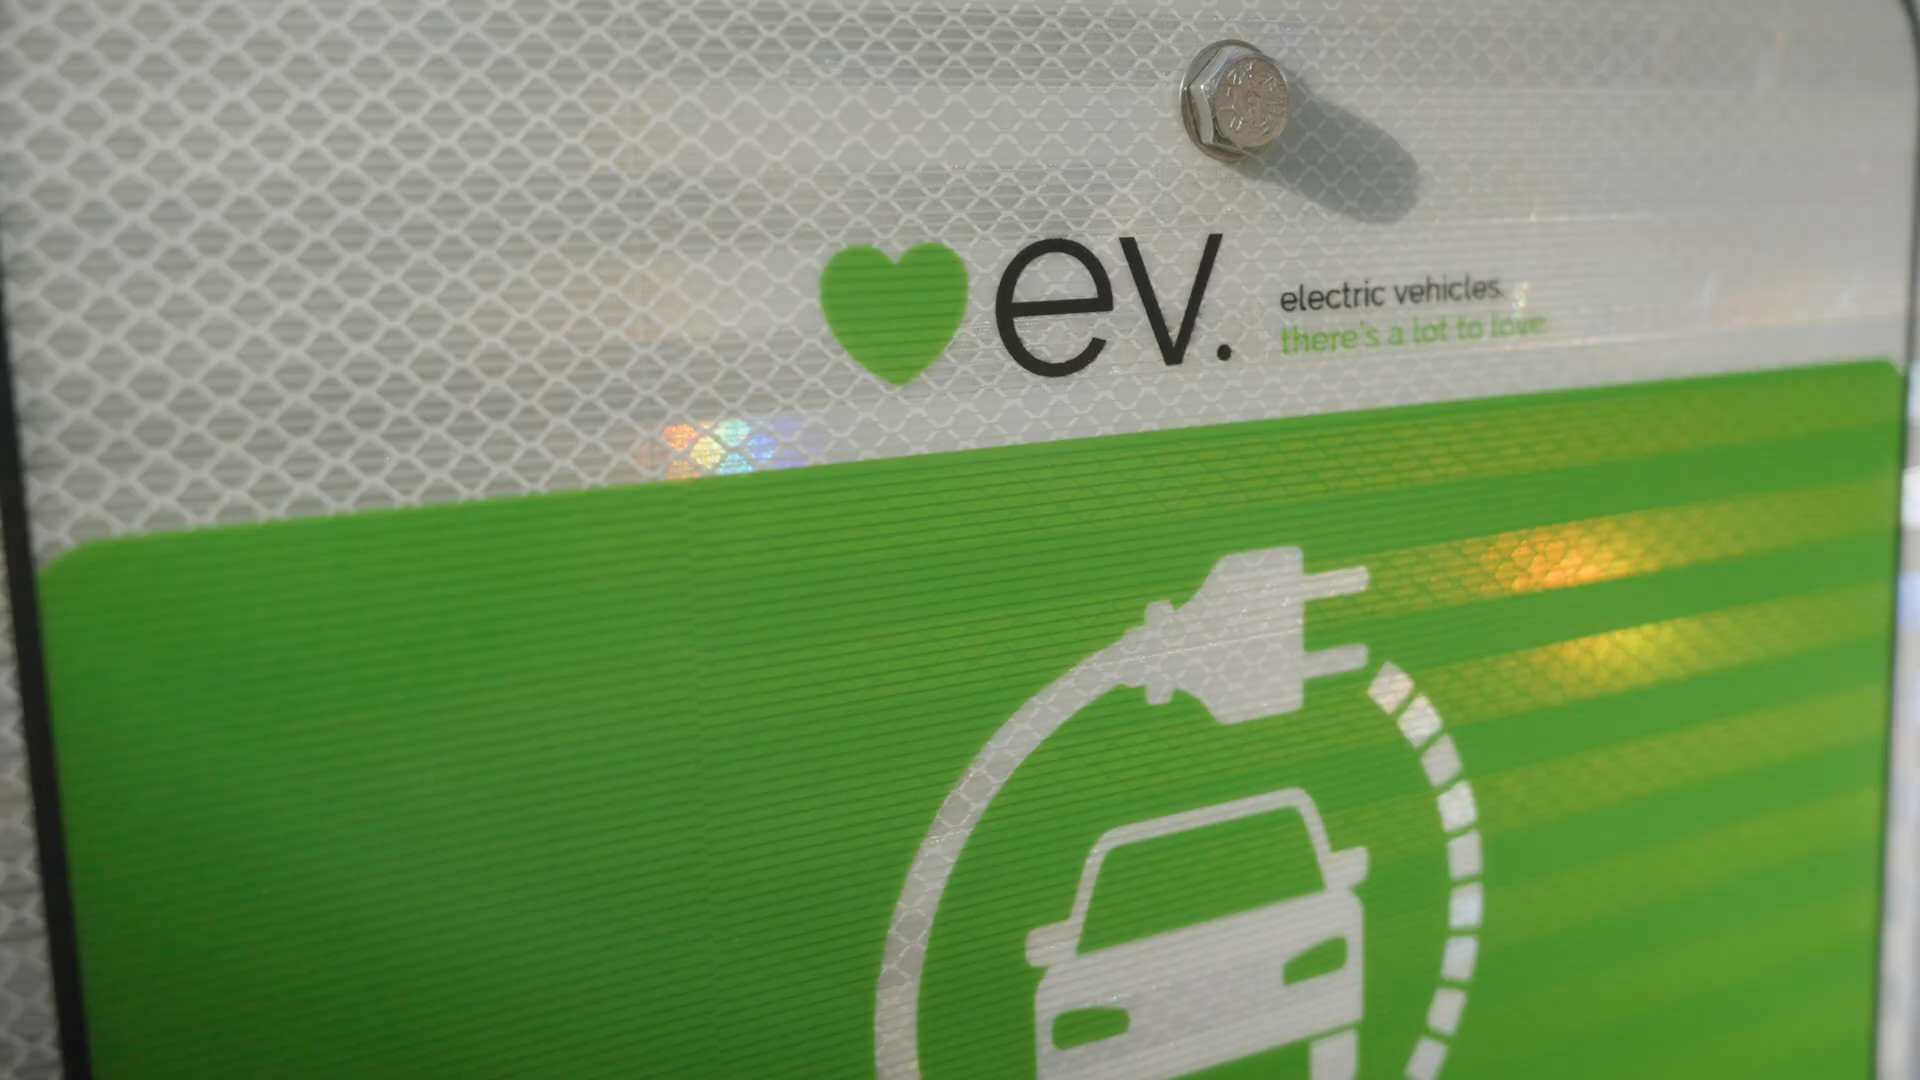 ev.
electric vehicles.
there's a lot to love